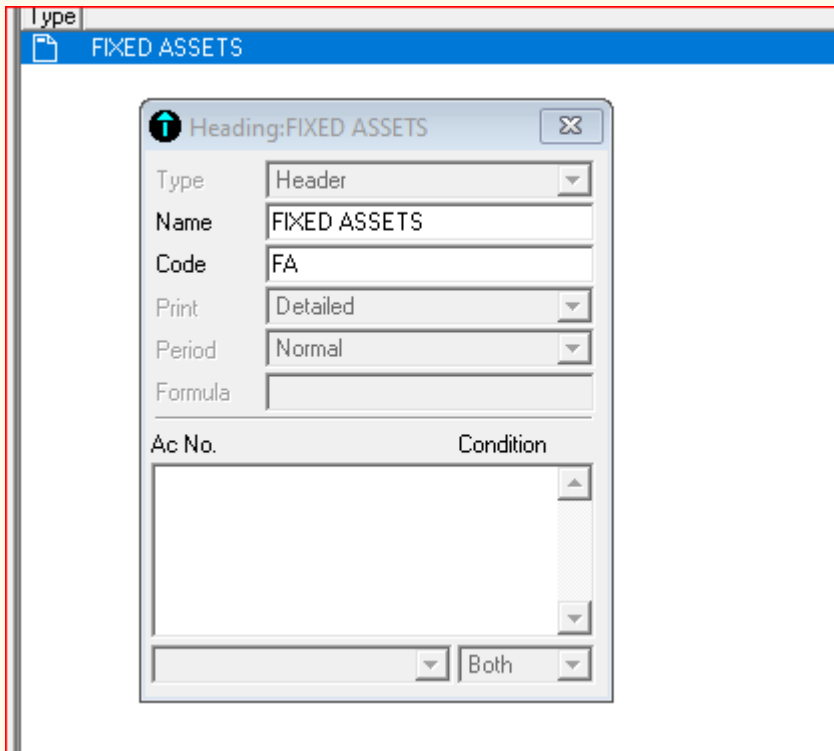 Type
FIXED ASSETS
Heading:FIXED ASSETS
Type Header
Name FIXED ASSETS
Code FA
Print Detailed
Period Normal
Formula
Ac No. Condition
Both